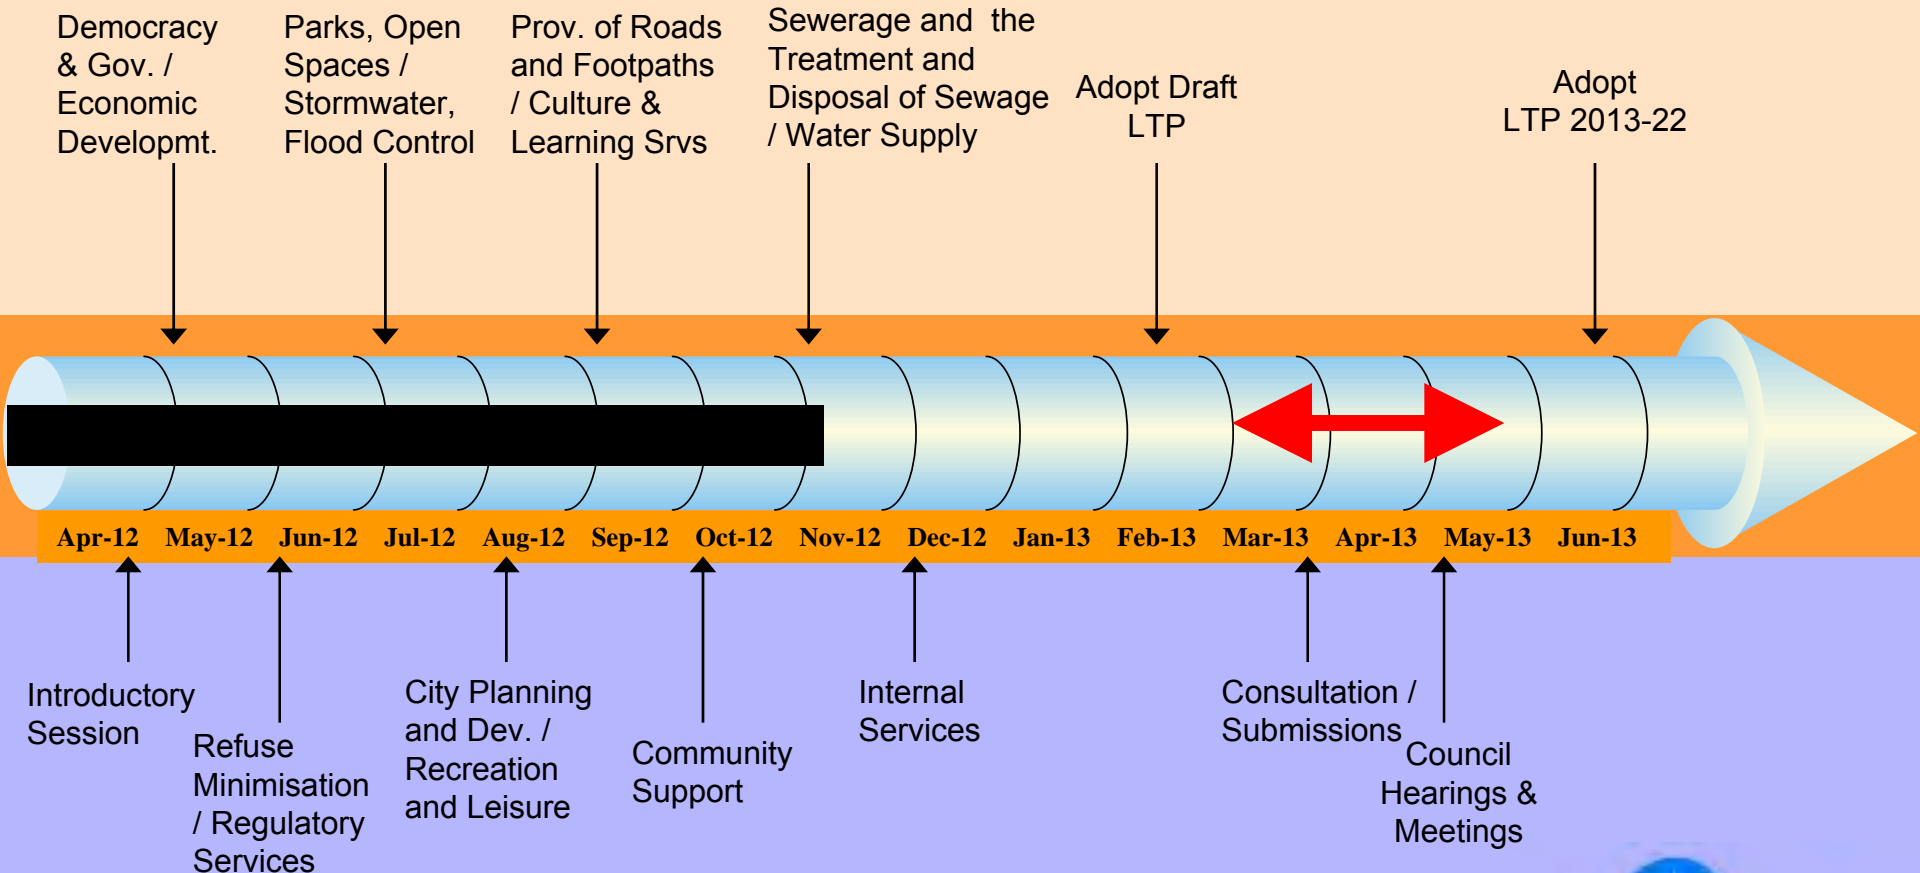 Democracy
& Gov. /
Economic
Developmt.
Parks, Open
Spaces /
Stormwater,
Flood Control
Prov. of Roads
and Footpaths
/ Culture &
Learning Srvs
Sewerage and the
Treatment and
Disposal of Sewage
/ Water Supply
Adopt Draft
LTP
Adopt
LTP 2013-22
Apr-12 May-12 Jun-12 Jul-12 Aug-12 Sep-12 Oct-12 Nov-12 Dec-12 Jan-13 Feb-13 Mar-13 Apr-13 May-13 Jun-13
Introductory
Session
Refuse
Minimisation
/ Regulatory
Services
City Planning
and Dev. /
Recreation
and Leisure
Community
Support
Internal
Services
Consultation /
Submissions
Council
Hearings &
Meetings